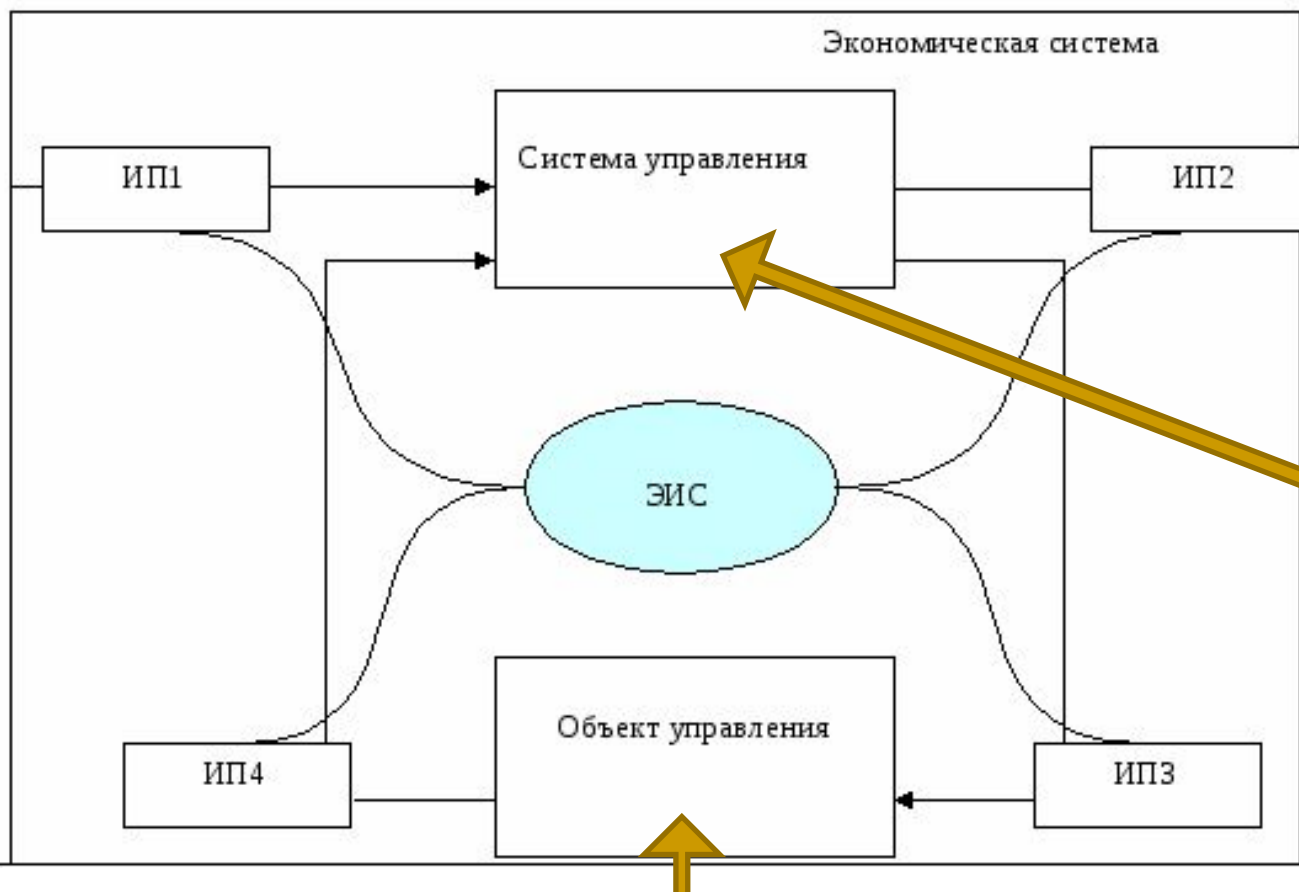 Экономическая система
Система управления
ИП1
ИП2
ЭИС
Объект управления
ИП4
ИП3